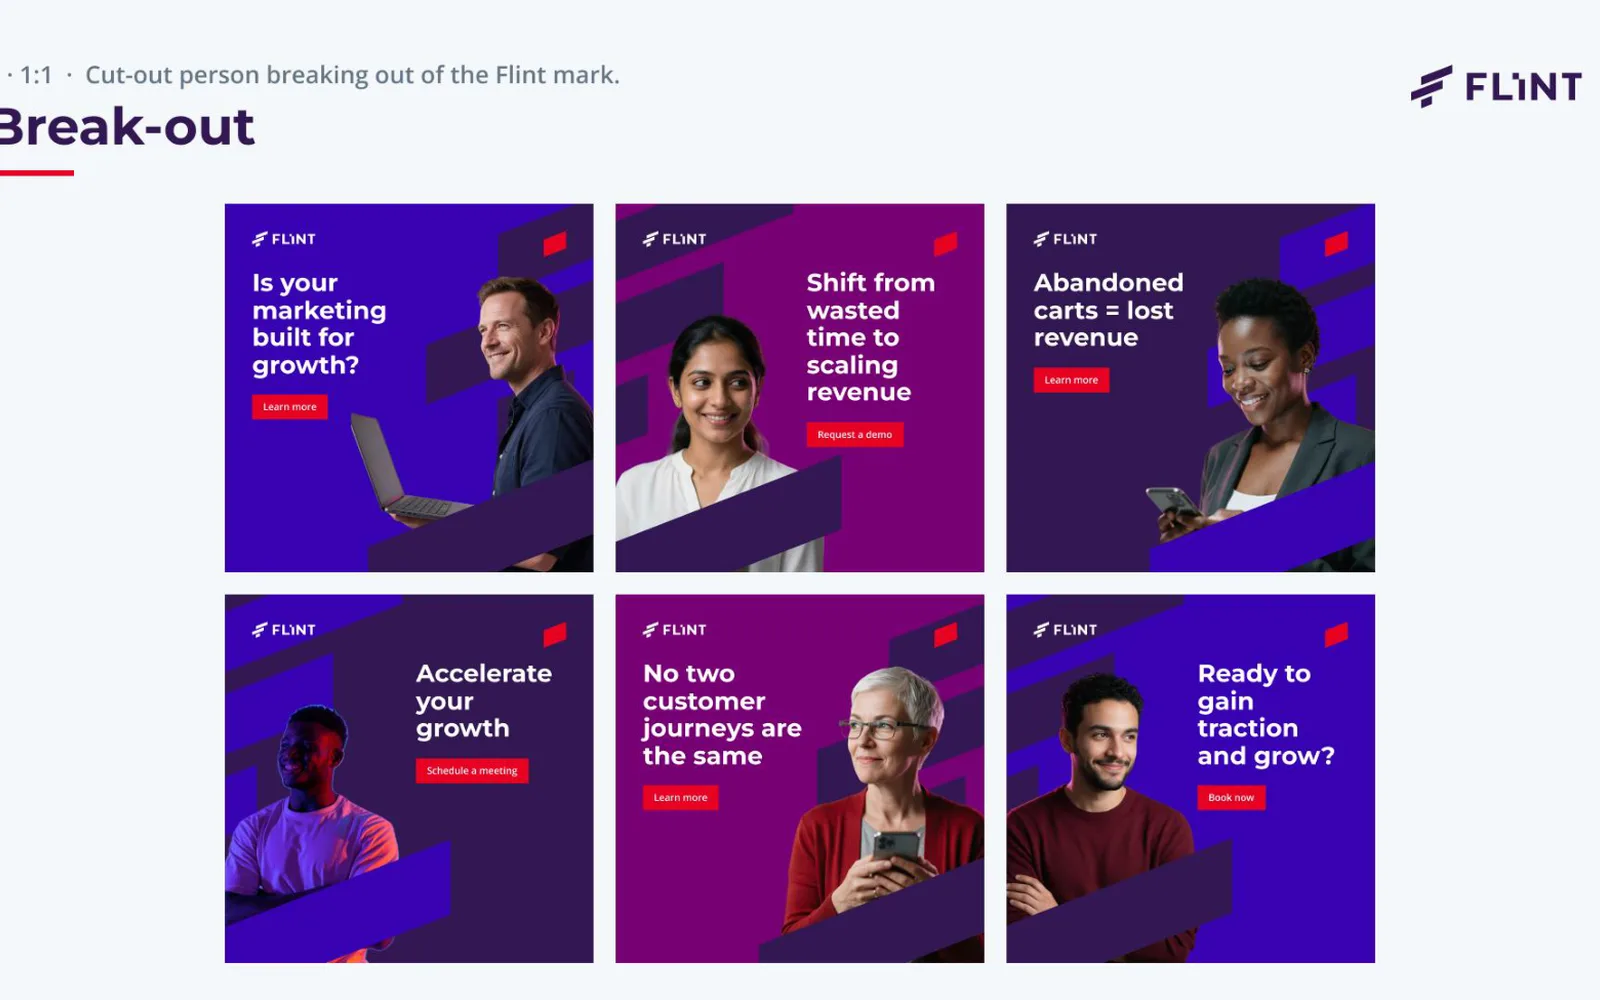 · 1:1 · Cut-out person breaking out of the Flint mark.
Break-out
FLINT
FLINT
Is your
marketing
built for
growth?
Learn more
FLINT
Shift from
wasted
time to
scaling
revenue
Request a demo
FLINT
Abandoned
carts = lost
revenue
Learn more
FLINT
Accelerate
your
growth
Schedule a meeting
FLINT
No two
customer
journeys are
the same
Learn more
FLINT
Ready to
gain
traction
and grow?
Book now